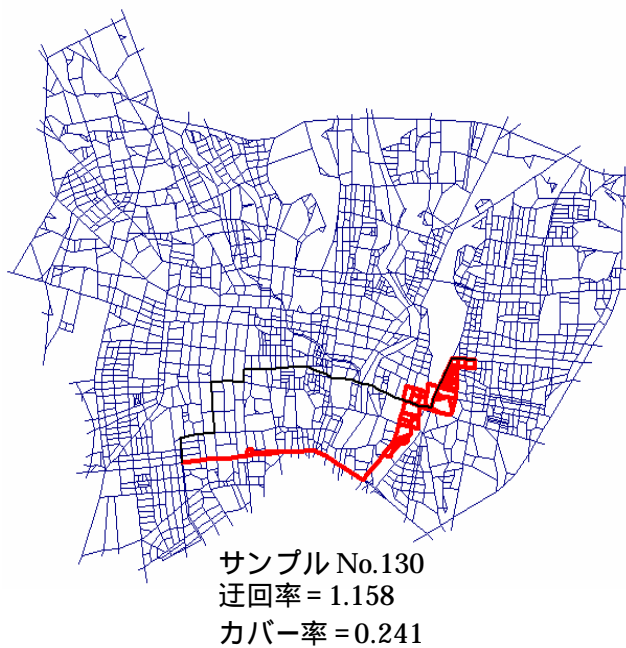 サンプル No.130
迂回率 = 1.158
カバー率 = 0.241